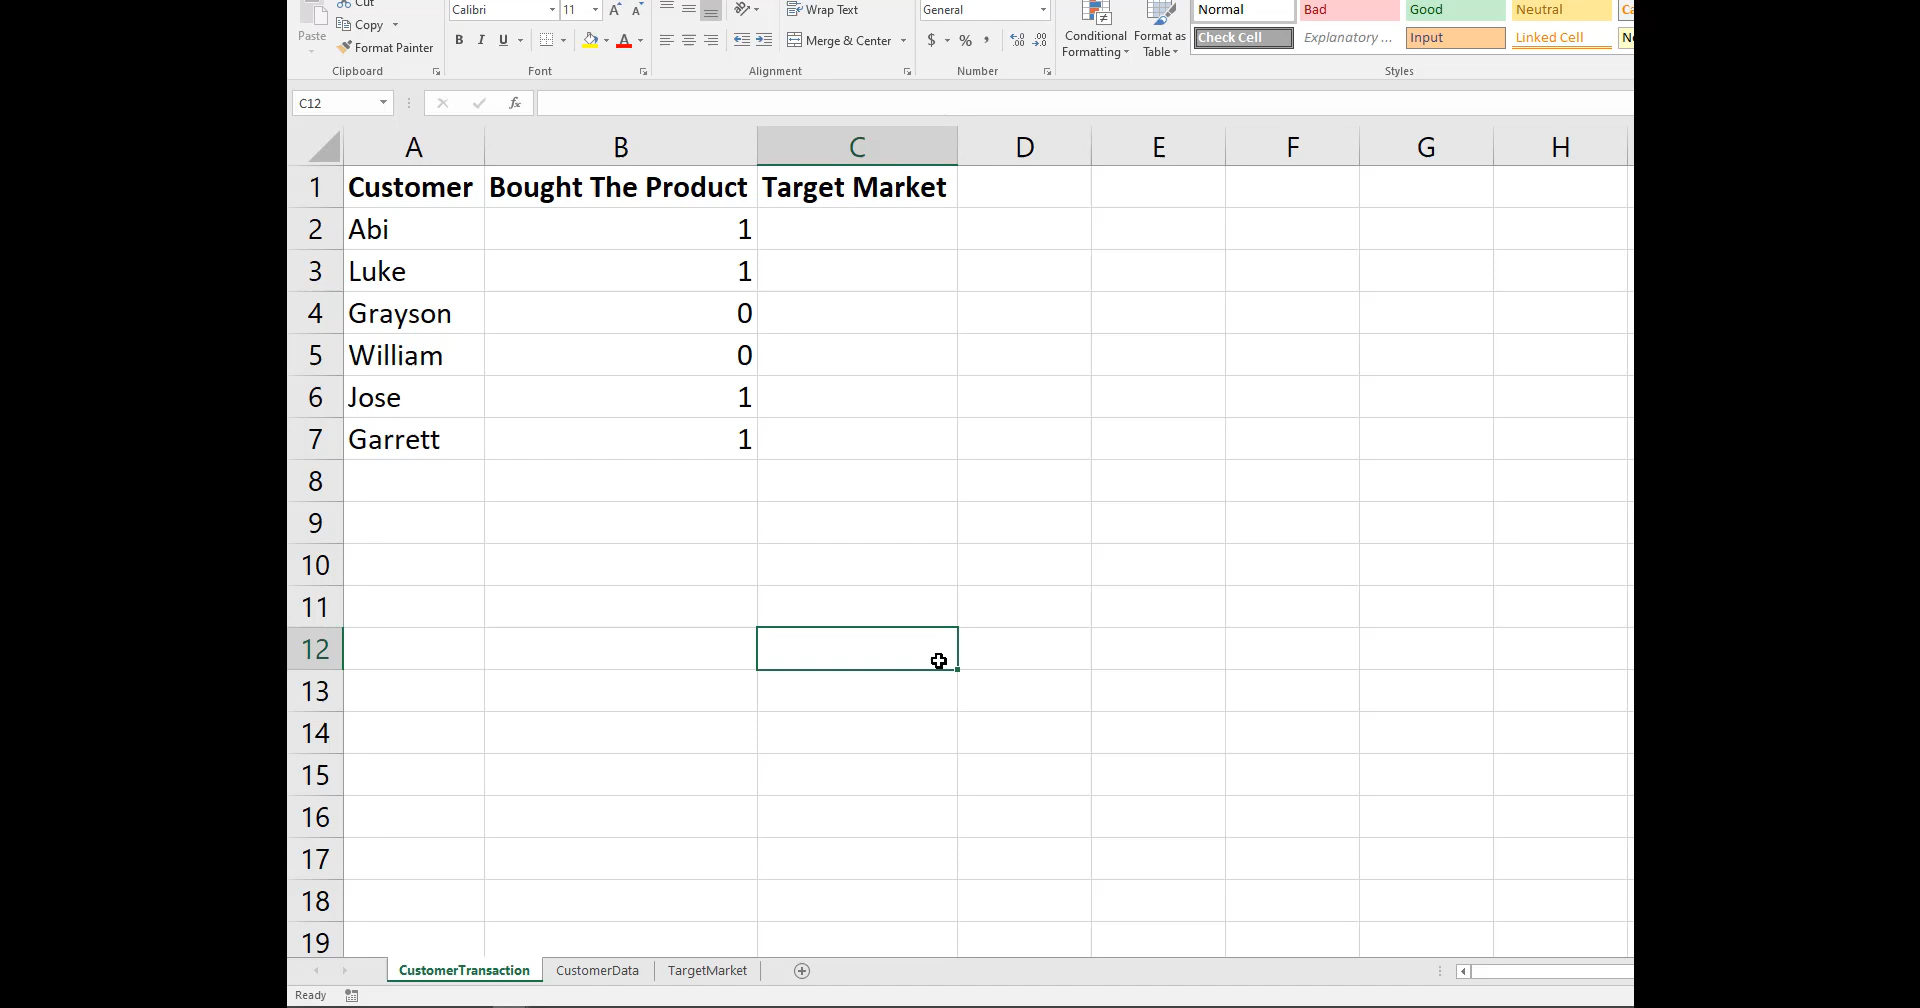 Cut
Paste
Copy
Format Painter
Clipboard
Calibri 11 A A
B I U A
Font
Wrap Text
Merge & Center
Alignment
General
$ % ,
Number
Conditional Formatting
Format as Table
Normal Bad Good Neutral
Check Cell Explanatory ... Input Linked Cell
Styles
C12 fx
A B C D E F G H
1 Customer Bought The Product Target Market
2 Abi 1
3 Luke 1
4 Grayson 0
5 William 0
6 Jose 1
7 Garrett 1
8
9
10
11
12
13
14
15
16
17
18
19
CustomerTransaction CustomerData TargetMarket
Ready